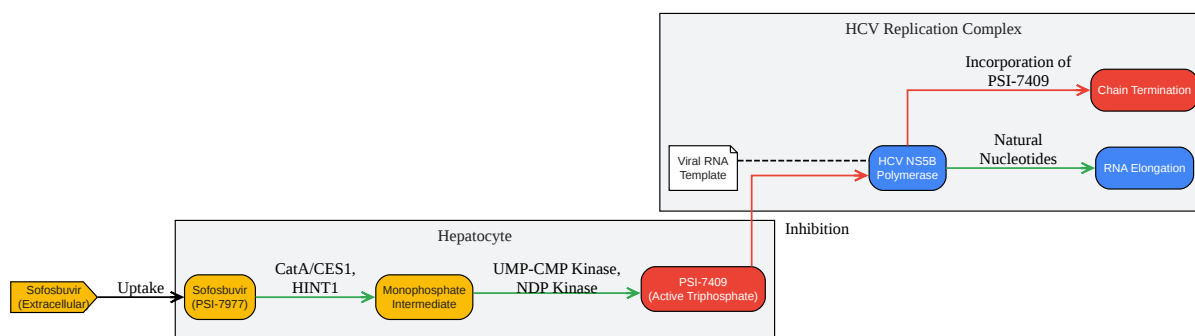 HCV Replication Complex
Incorporation of
PSI-7409
Chain Termination
Viral RNA
Template
HCV NS5B
Polymerase
Natural
Nucleotides
RNA Elongation
Inhibition
Hepatocyte
Sofosbuvir
(Extracellular)
Uptake
Sofosbuvir
(PSI-7977)
CatA/CES1,
HINT1
Monophosphate
Intermediate
UMP-CMP Kinase,
NDP Kinase
PSI-7409
(Active Triphosphate)